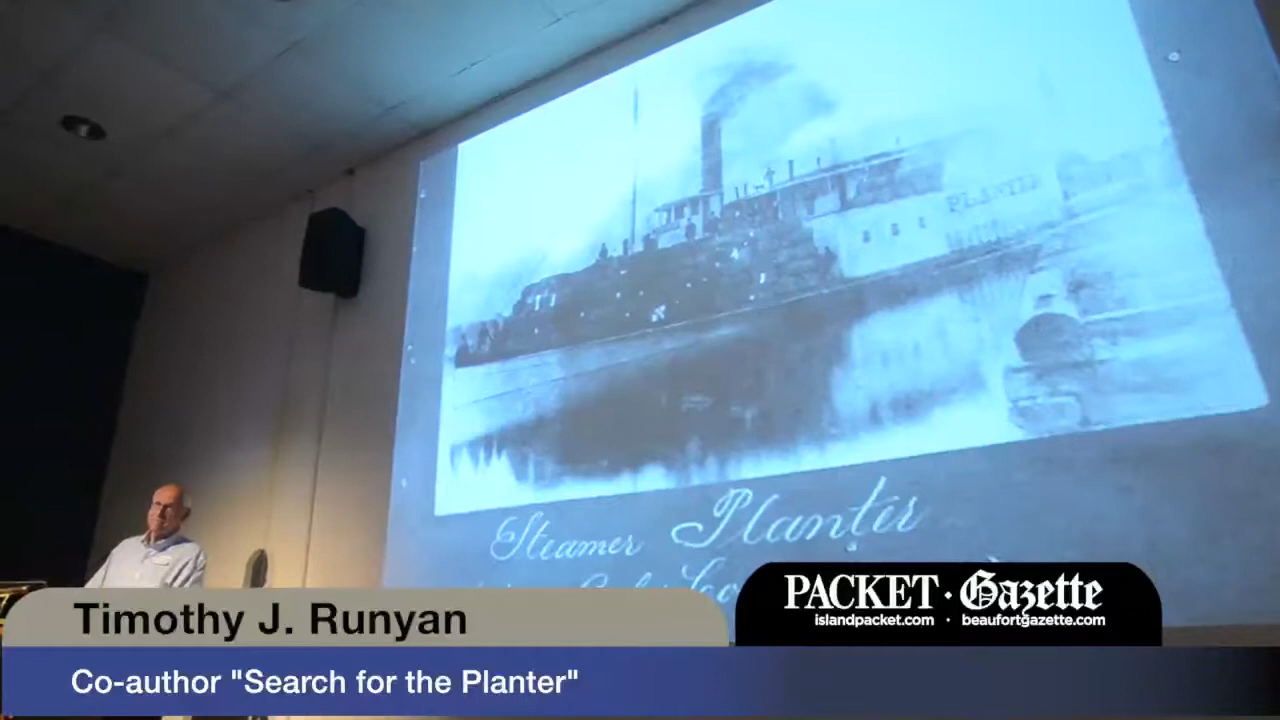 PLANTER
Steamer Planter
PACKET · Gazette
islandpacket.com · beaufortgazette.com
Timothy J. Runyan
Co-author "Search for the Planter"